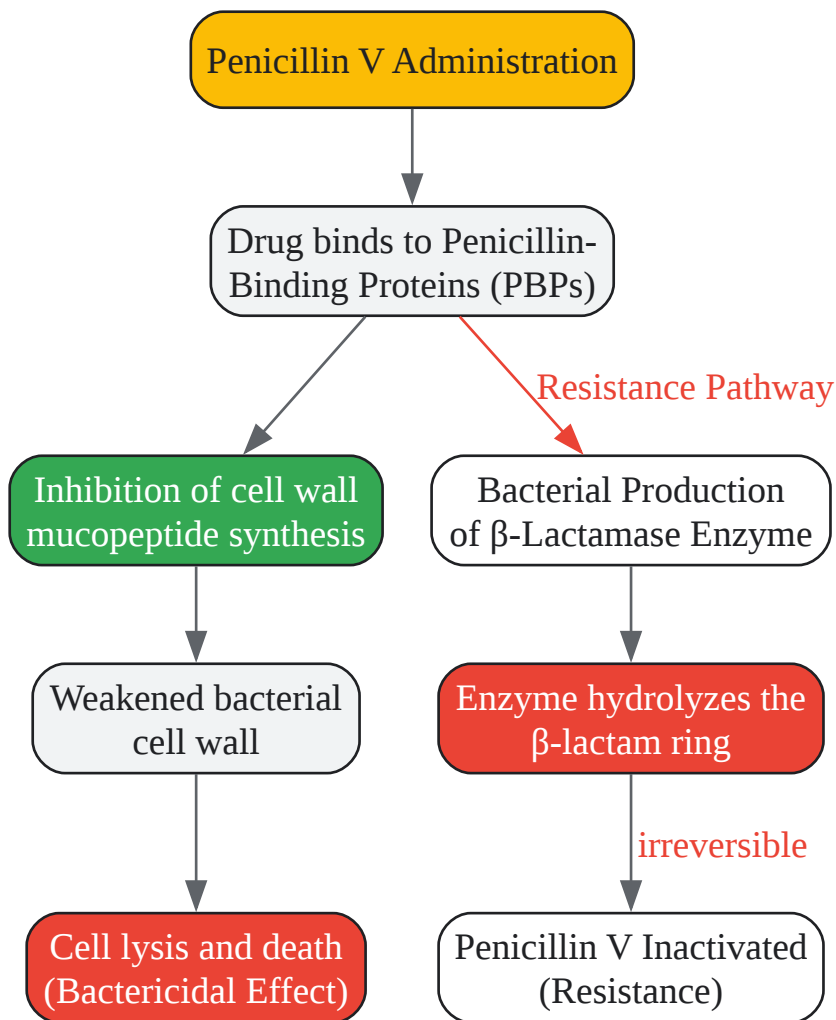 Penicillin V Administration
Drug binds to Penicillin-
Binding Proteins (PBPs)
Resistance Pathway
Inhibition of cell wall
mucopeptide synthesis
Bacterial Production
of β-Lactamase Enzyme
Weakened bacterial
cell wall
Enzyme hydrolyzes the
β-lactam ring
irreversible
Cell lysis and death
(Bactericidal Effect)
Penicillin V Inactivated
(Resistance)